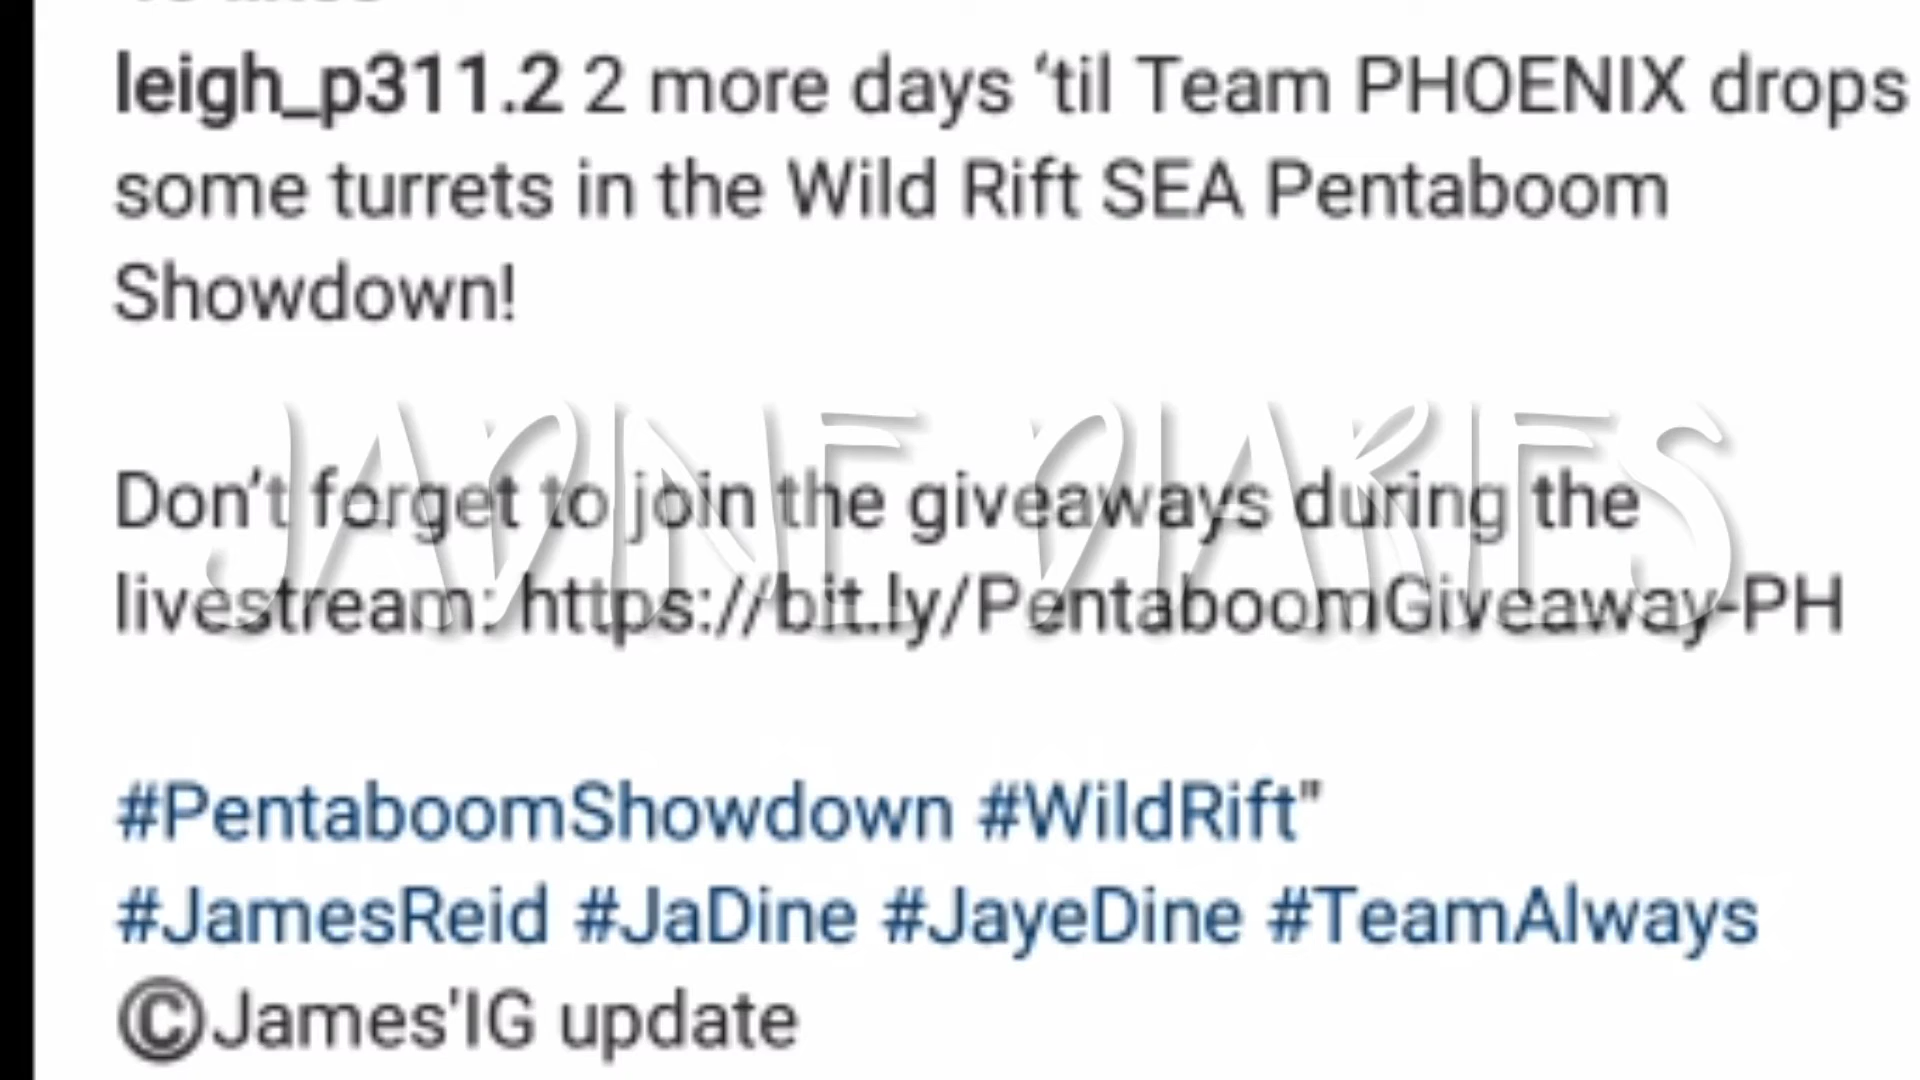 leigh_p311.2 2 more days ‘til Team PHOENIX drops
some turrets in the Wild Rift SEA Pentaboom
Showdown!
JADINE DIARIES
Don’t forget to join the giveaways during the
livestream: https://bit.ly/PentaboomGiveaway-PH
#PentaboomShowdown #WildRift"
#JamesReid #JaDine #JayeDine #TeamAlways
©James'IG update